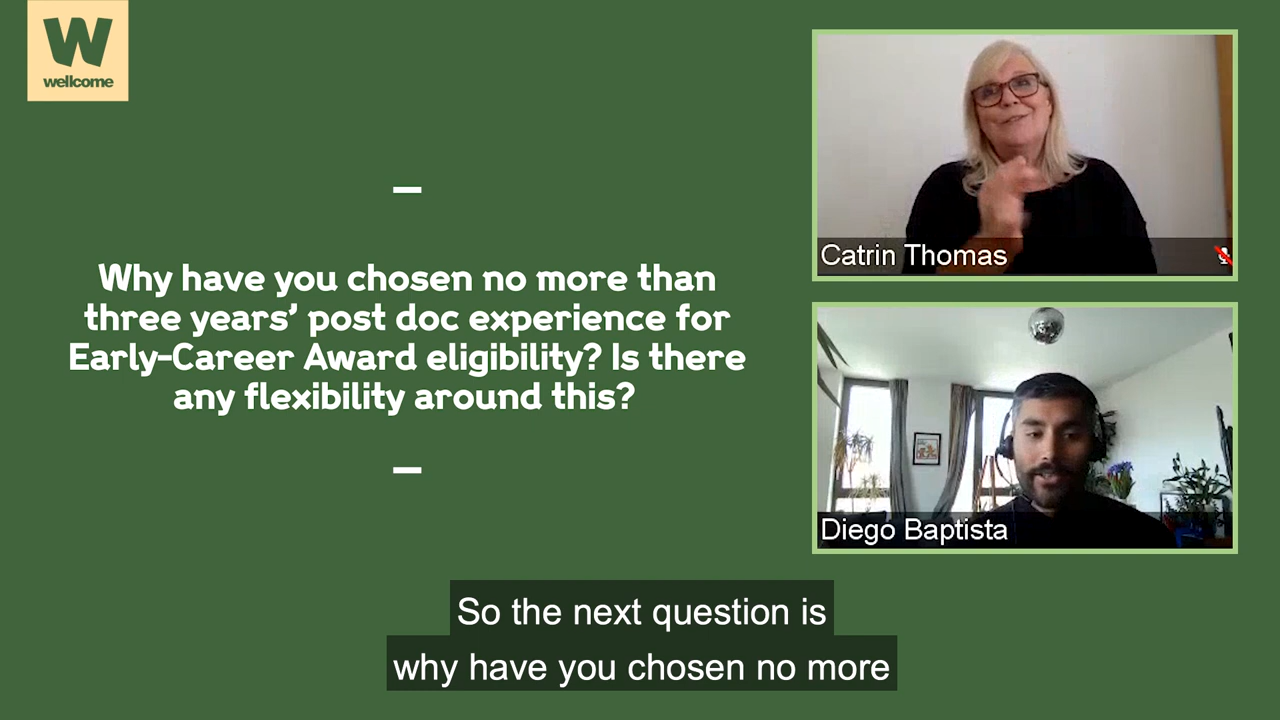 W
wellcome
Why have you chosen no more than
three years’ post doc experience for
Early-Career Award eligibility? Is there
any flexibility around this?
Catrin Thomas
Diego Baptista
So the next question is
why have you chosen no more